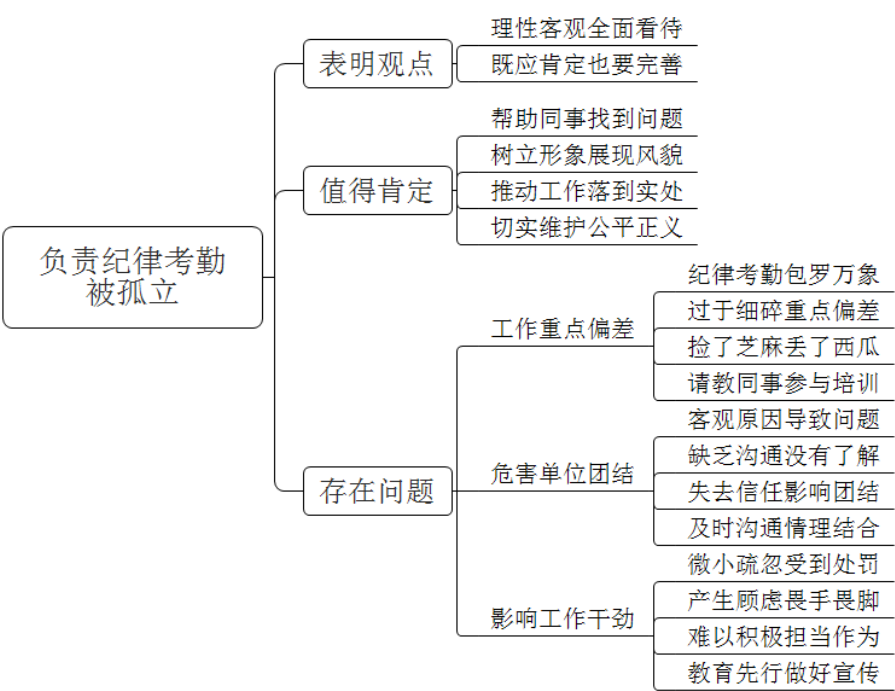 负责纪律考勤
被孤立
表明观点
理性客观全面看待
既应肯定也要完善
值得肯定
帮助同事找到问题
树立形象展现风貌
推动工作落到实处
切实维护公平正义
存在问题
工作重点偏差
纪律考勤包罗万象
过于细碎重点偏差
捡了芝麻丢了西瓜
请教同事参与培训
危害单位团结
客观原因导致问题
缺乏沟通没有了解
失去信任影响团结
及时沟通情理结合
影响工作干劲
微小疏忽受到处罚
产生顾虑畏手畏脚
难以积极担当作为
教育先行做好宣传